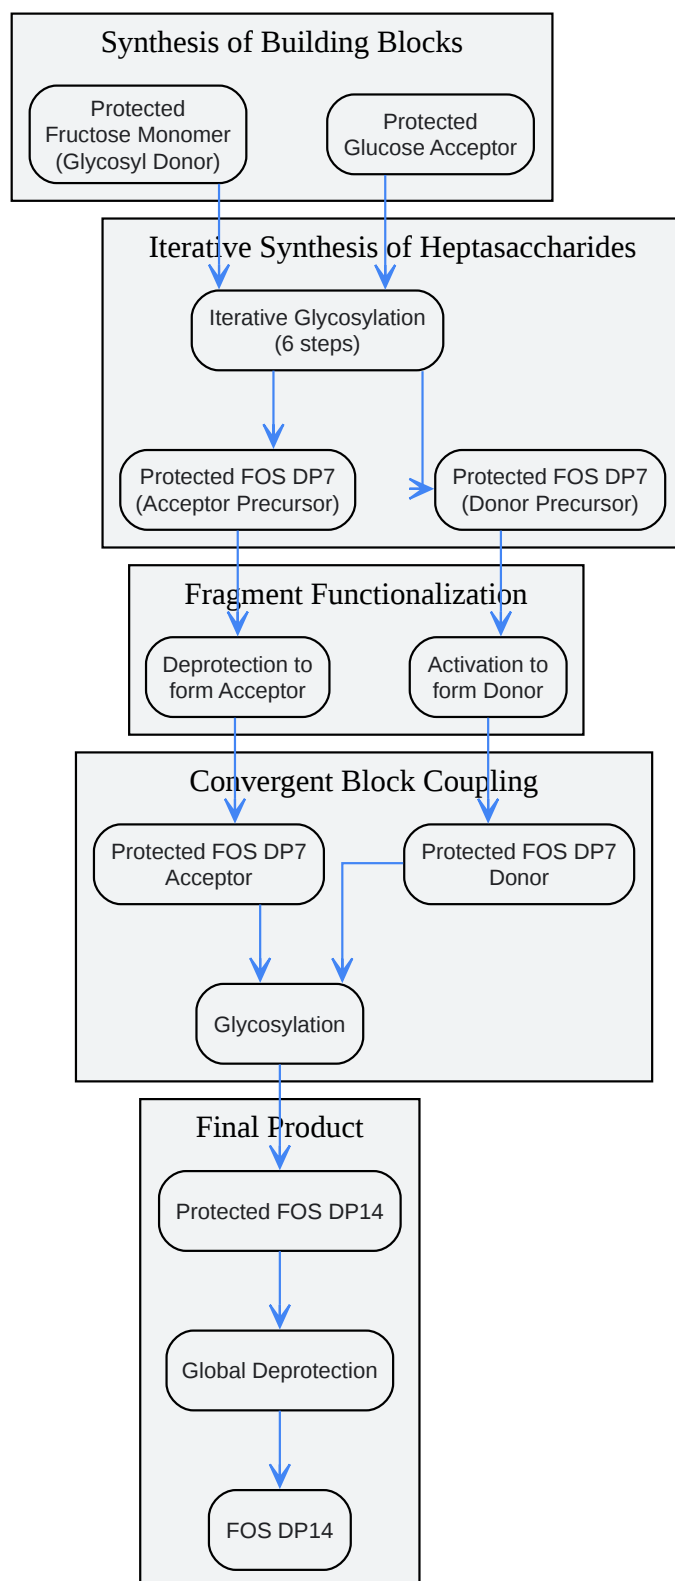 Synthesis of Building Blocks
Protected
Fructose Monomer
(Glycosyl Donor)
Protected
Glucose Acceptor
Iterative Synthesis of Heptasaccharides
Iterative Glycosylation
(6 steps)
Protected FOS DP7
(Acceptor Precursor)
Protected FOS DP7
(Donor Precursor)
Fragment Functionalization
Deprotection to
form Acceptor
Activation to
form Donor
Convergent Block Coupling
Protected FOS DP7
Acceptor
Protected FOS DP7
Donor
Glycosylation
Final Product
Protected FOS DP14
Global Deprotection
FOS DP14